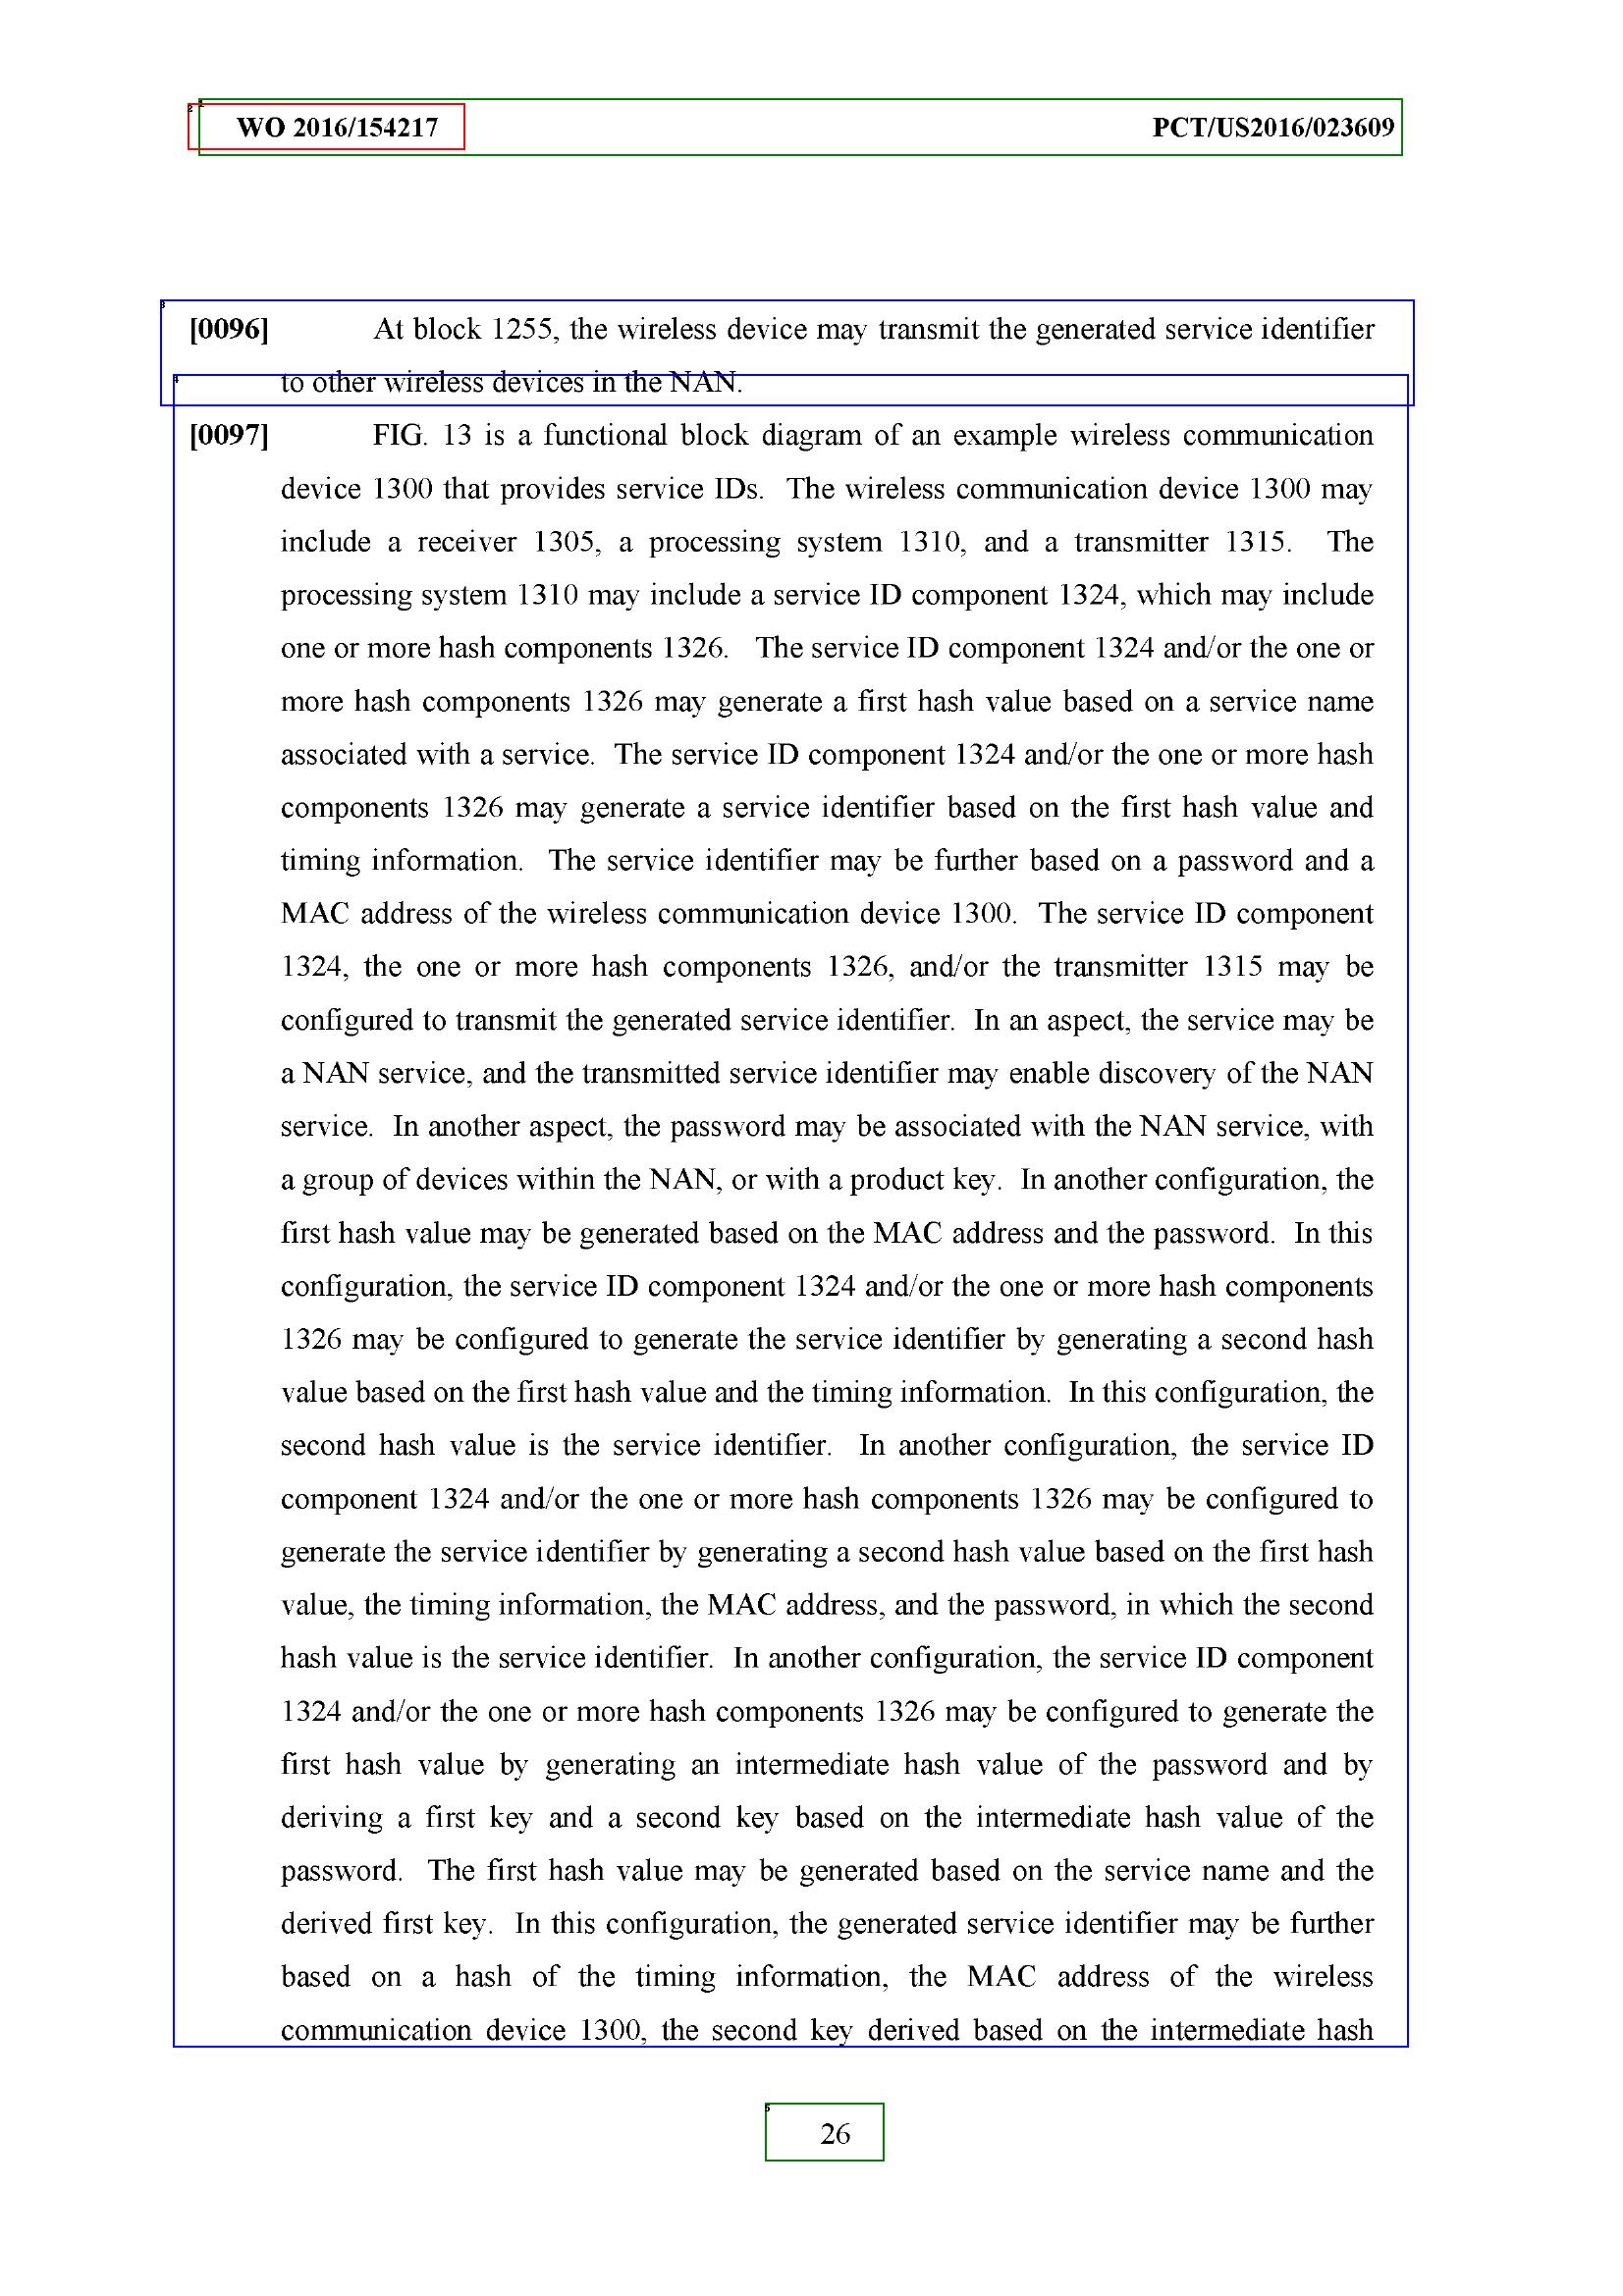 WO 2016/154217 PCT/US2016/023609
[0096] At block 1255, the wireless device may transmit the generated service identifier
to other wireless devices in the NAN.
[0097] FIG. 13 is a functional block diagram of an example wireless communication
device 1300 that provides service IDs. The wireless communication device 1300 may
include a receiver 1305, a processing system 1310, and a transmitter 1315. The
processing system 1310 may include a service ID component 1324, which may include
one or more hash components 1326. The service ID component 1324 and/or the one or
more hash components 1326 may generate a first hash value based on a service name
associated with a service. The service ID component 1324 and/or the one or more hash
components 1326 may generate a service identifier based on the first hash value and
timing information. The service identifier may be further based on a password and a
MAC address of the wireless communication device 1300. The service ID component
1324, the one or more hash components 1326, and/or the transmitter 1315 may be
configured to transmit the generated service identifier. In an aspect, the service may be
a NAN service, and the transmitted service identifier may enable discovery of the NAN
service. In another aspect, the password may be associated with the NAN service, with
a group of devices within the NAN, or with a product key. In another configuration, the
first hash value may be generated based on the MAC address and the password. In this
configuration, the service ID component 1324 and/or the one or more hash components
1326 may be configured to generate the service identifier by generating a second hash
value based on the first hash value and the timing information. In this configuration, the
second hash value is the service identifier. In another configuration, the service ID
component 1324 and/or the one or more hash components 1326 may be configured to
generate the service identifier by generating a second hash value based on the first hash
value, the timing information, the MAC address, and the password, in which the second
hash value is the service identifier. In another configuration, the service ID component
1324 and/or the one or more hash components 1326 may be configured to generate the
first hash value by generating an intermediate hash value of the password and by
deriving a first key and a second key based on the intermediate hash value of the
password. The first hash value may be generated based on the service name and the
derived first key. In this configuration, the generated service identifier may be further
based on a hash of the timing information, the MAC address of the wireless
communication device 1300, the second key derived based on the intermediate hash
26